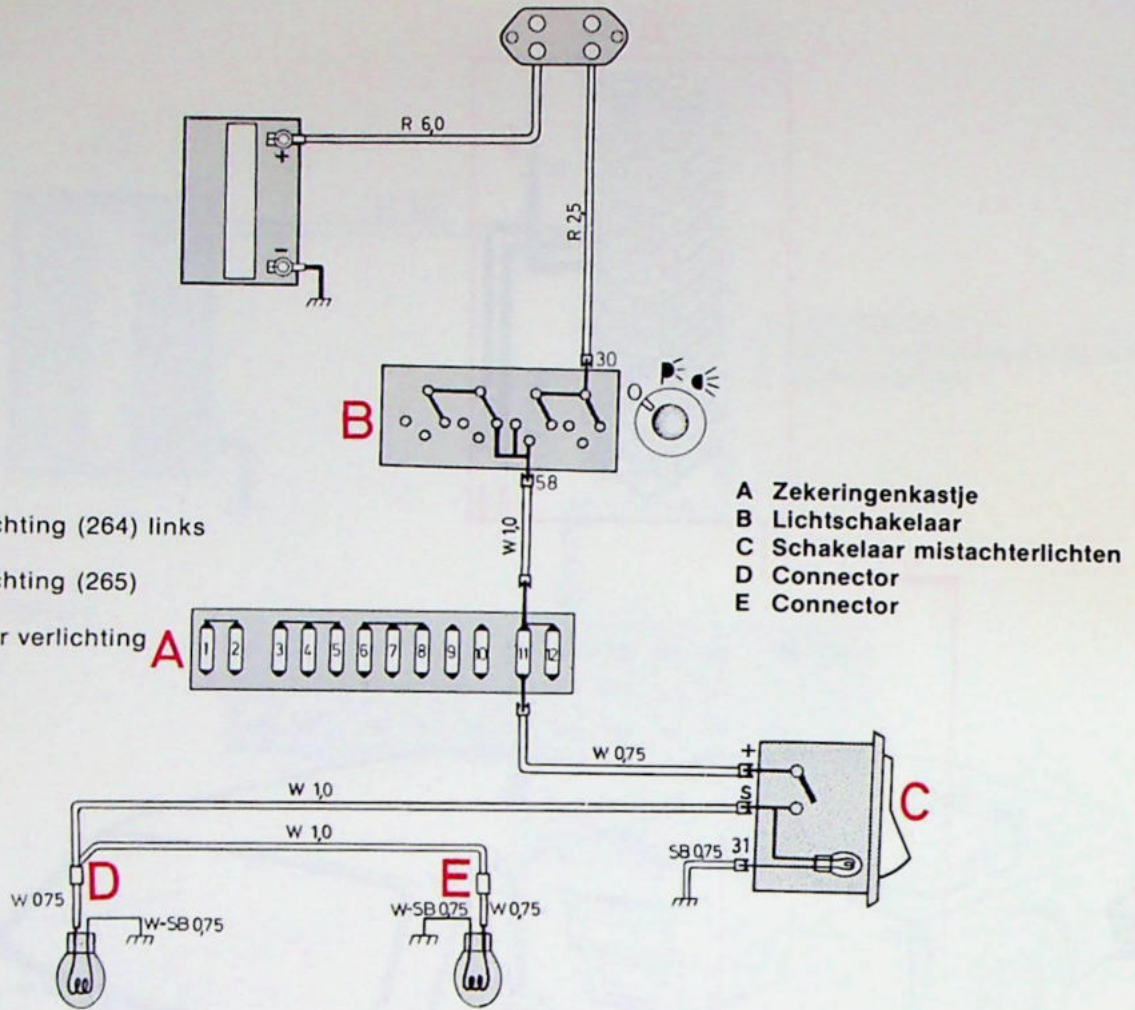 R 6,0
+
-
R 2,5
30
O
B
58
W 1,0
chting (264) links
chting (265)
r verlichting
A Zekeringenkastje
B Lichtschakelaar
C Schakelaar mistachterlichten
D Connector
E Connector
A
1 2 3 4 5 6 7 8 9 10 11 12
W 0,75
+
S
C
W 1,0
W 1,0
SB 0,75 31
D
E
W 075
W-SB 0,75
W-SB 0,75
W 0,75